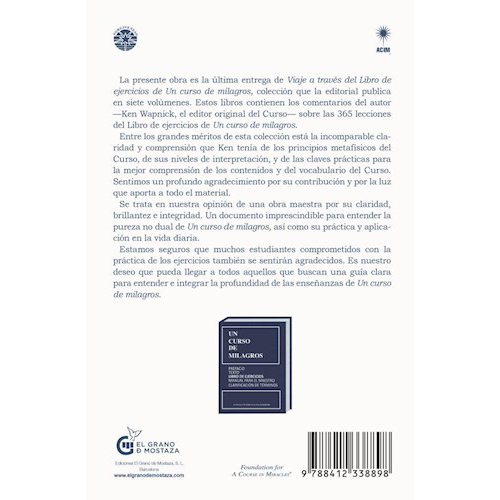 ACIM
La presente obra es la última entrega de Viaje a través del Libro de
ejercicios de Un curso de milagros, colección que la editorial publica
en siete volúmenes. Estos libros contienen los comentarios del autor
—Ken Wapnick, el editor original del Curso— sobre las 365 lecciones
del Libro de ejercicios de Un curso de milagros.
Entre los grandes méritos de esta colección está la incomparable cla-
ridad y comprensión que Ken tenía de los principios metafísicos del
Curso, de sus niveles de interpretación, y de las claves prácticas para
la mejor comprensión de los contenidos y del vocabulario del Curso.
Sentimos un profundo agradecimiento por su contribución y por la luz
que aporta a todo el material.
Se trata en nuestra opinión de una obra maestra por su claridad,
brillantez e integridad. Un documento imprescindible para entender la
pureza no dual de Un curso de milagros, así como su práctica y aplica-
ción en la vida diaria.
Estamos seguros que muchos estudiantes comprometidos con la
práctica de los ejercicios también se sentirán agradecidos. Es nuestro
deseo que pueda llegar a todos aquellos que buscan una guía clara
para entender e integrar la profundidad de las enseñanzas de Un curso
de milagros.
UN
CURSO
DE
MILAGROS
PREFACIO
TEXTO
LIBRO DE EJERCICIOS
MANUAL PARA EL MAESTRO
CLARIFICACIÓN DE TÉRMINOS
EL GRANO
D MOSTAZA
Ediciones El Grano de Mostaza, S. L.
Barcelona
www.elgranodemostaza.com
Foundation for
A COURSE IN MIRACLES®
9 788412 338898